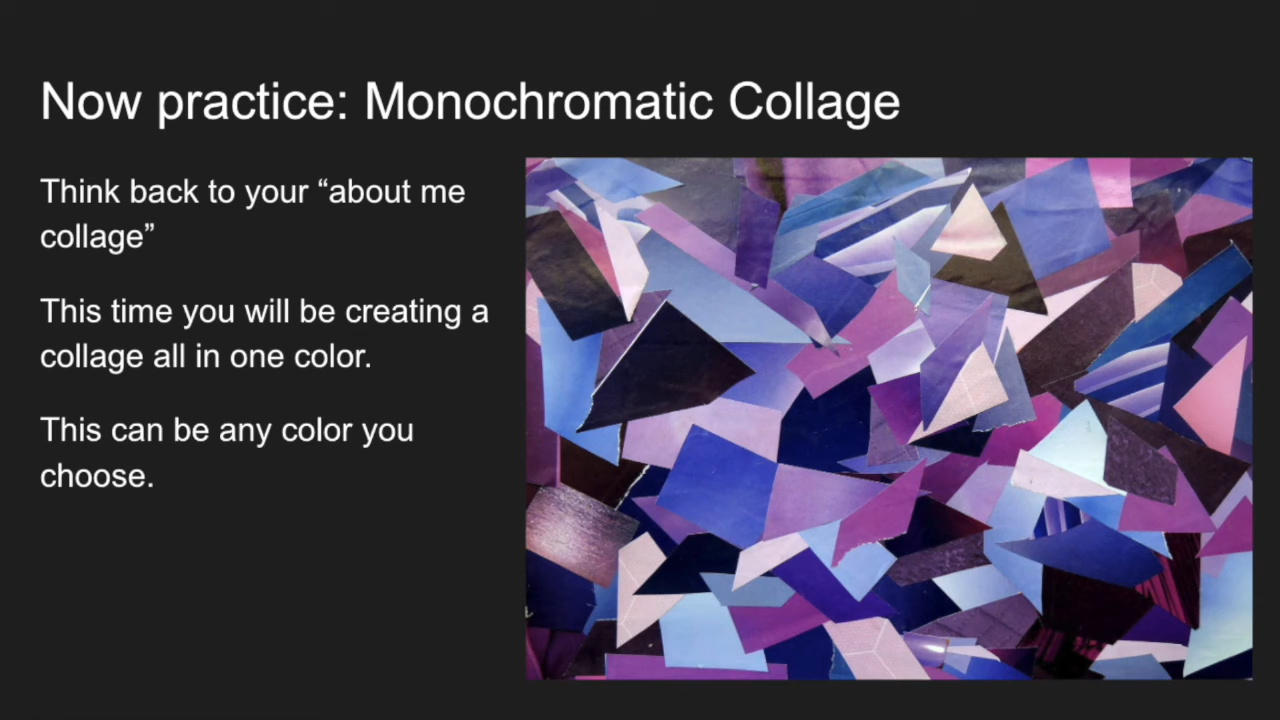 Now practice: Monochromatic Collage
Think back to your “about me
collage”
This time you will be creating a
collage all in one color.
This can be any color you
choose.